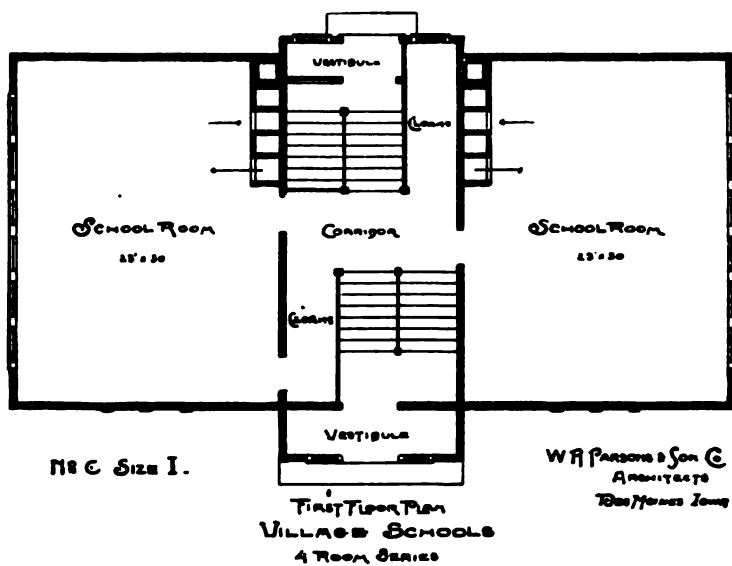 VESTIBULE
CLOAKS
SCHOOL ROOM
23' x 30
CORRIDOR
SCHOOL ROOM
23' x 30
CLOAKS
VESTIBULE
No C SIZE I.
W R PARSONS & SON CO
ARCHITECTS
DES MOINES IOWA
FIRST FLOOR PLAN
VILLAGE SCHOOLS
4 ROOM SERIES